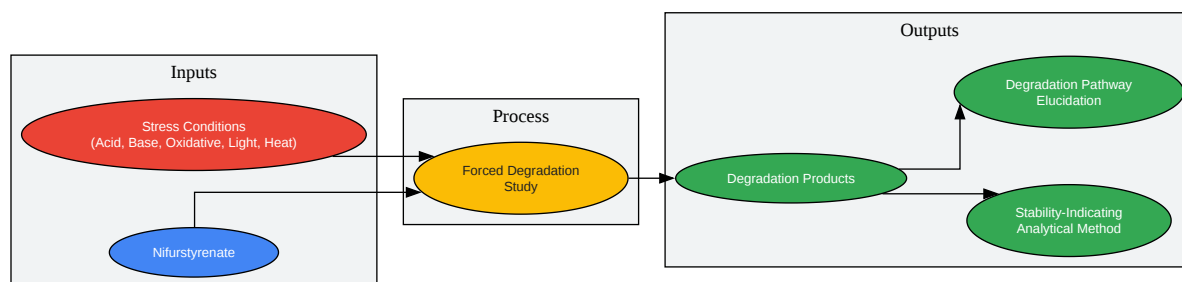 Inputs
Stress Conditions
(Acid, Base, Oxidative, Light, Heat)
Nifurstyrenate
Process
Forced Degradation
Study
Outputs
Degradation Products
Degradation Pathway
Elucidation
Stability-Indicating
Analytical Method